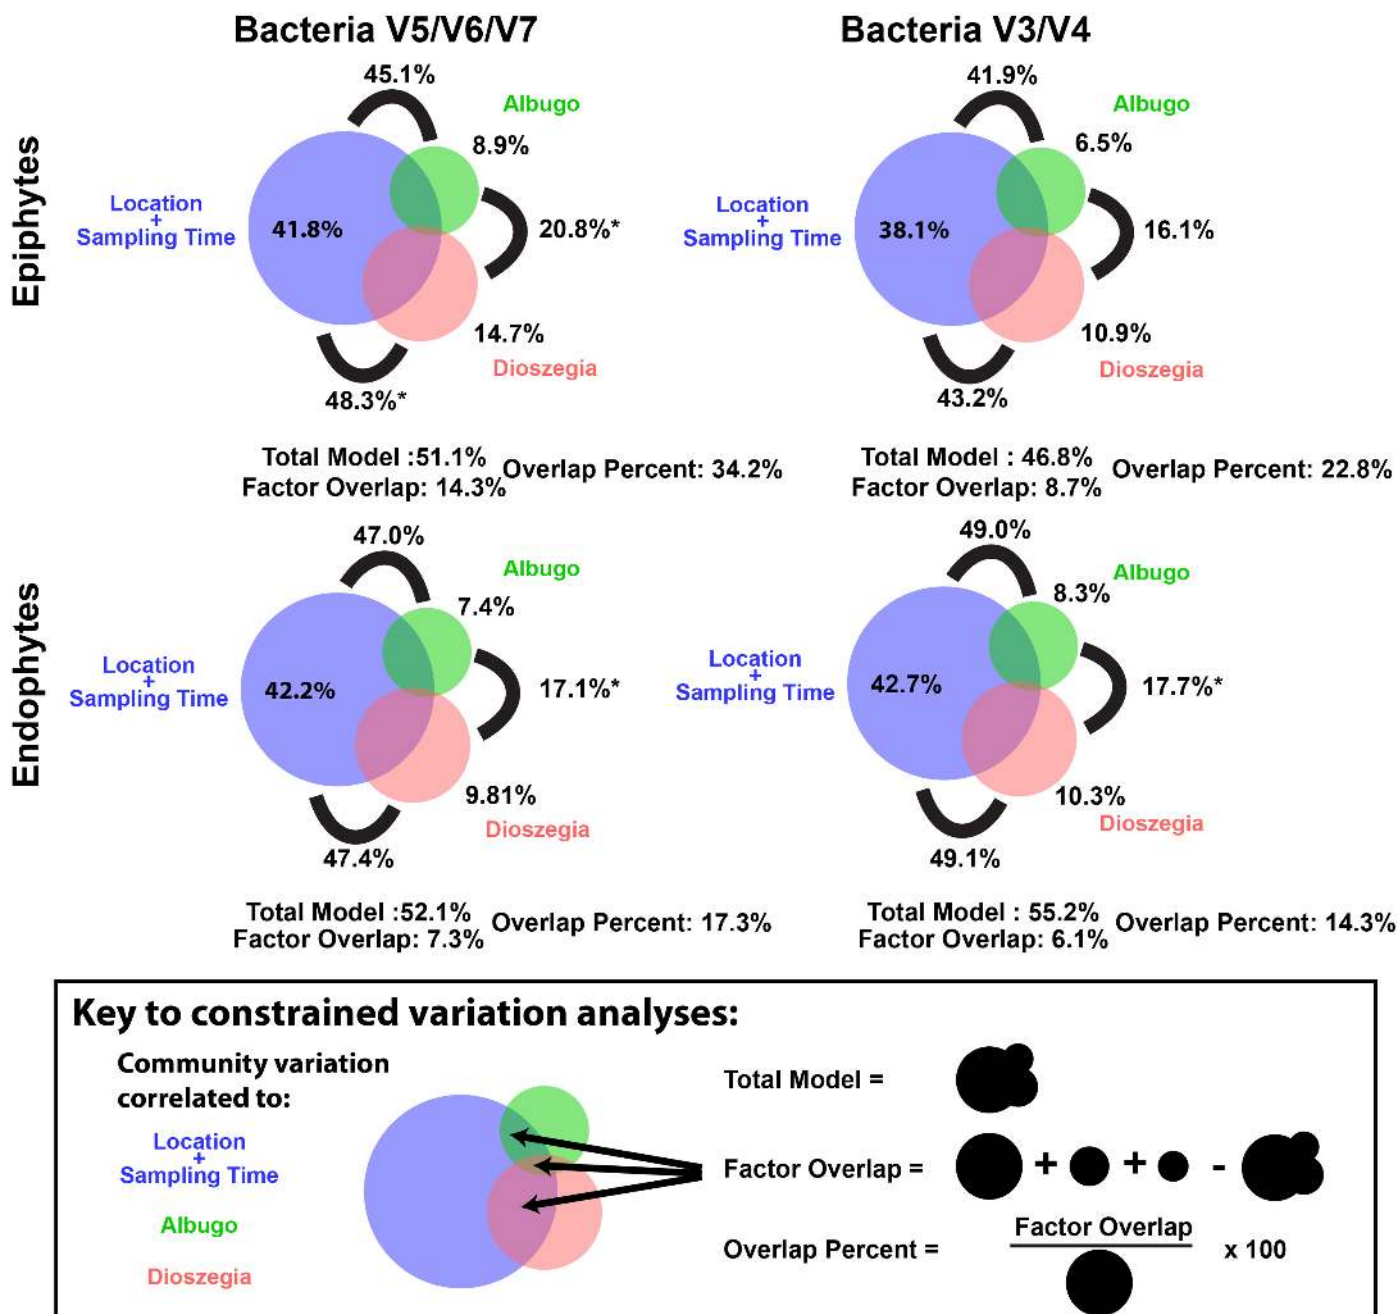 Bacteria V5/V6/V7
Bacteria V3/V4
Epiphytes
45.1%
Albugo
8.9%
Location
+
Sampling Time
41.8%
20.8%*
14.7%
Dioszegia
48.3%*
Total Model :51.1%
Factor Overlap: 14.3%
Overlap Percent: 34.2%
41.9%
Albugo
6.5%
Location
+
Sampling Time
38.1%
16.1%
10.9%
Dioszegia
43.2%
Total Model : 46.8%
Factor Overlap: 8.7%
Overlap Percent: 22.8%
Endophytes
47.0%
Albugo
7.4%
Location
+
Sampling Time
42.2%
17.1%*
9.81%
Dioszegia
47.4%
Total Model :52.1%
Factor Overlap: 7.3%
Overlap Percent: 17.3%
49.0%
Albugo
8.3%
Location
+
Sampling Time
42.7%
17.7%*
10.3%
Dioszegia
49.1%
Total Model : 55.2%
Factor Overlap: 6.1%
Overlap Percent: 14.3%
Key to constrained variation analyses:
Community variation
correlated to:
Location
+
Sampling Time
Albugo
Dioszegia
Total Model =
Factor Overlap = + + -
Overlap Percent = Factor Overlap x 100